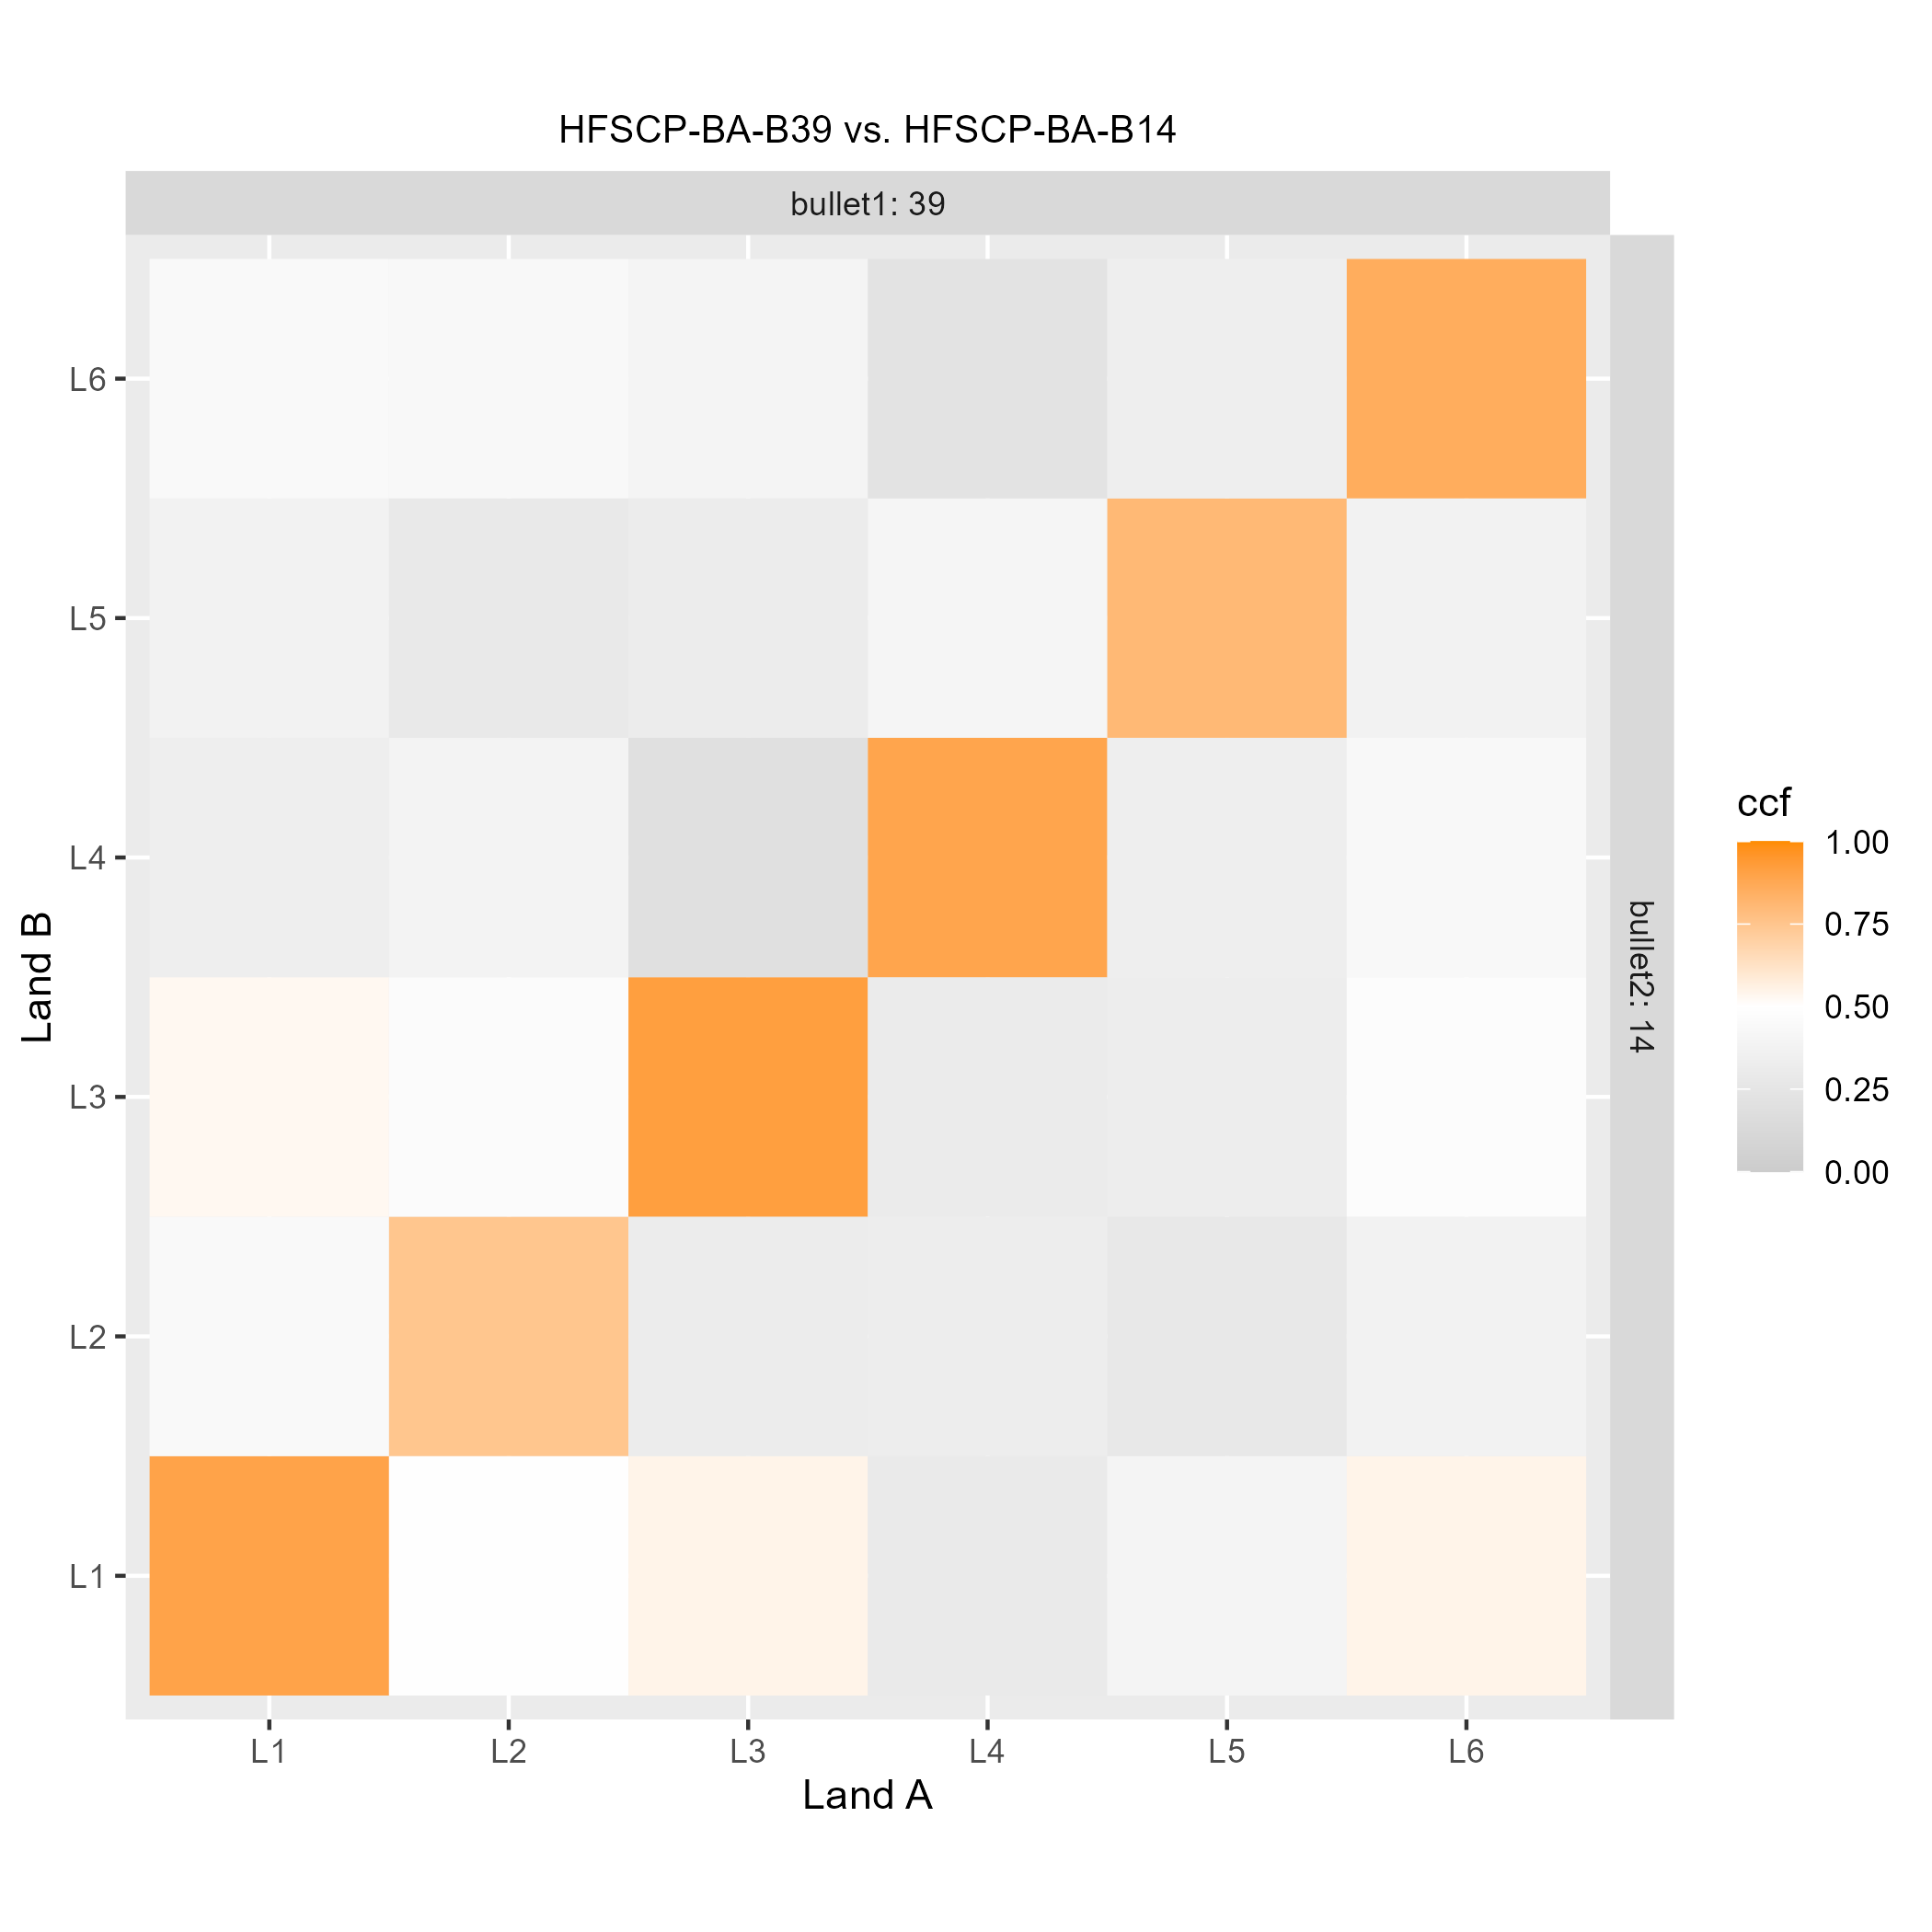 HFSCP-BA-B39 vs. HFSCP-BA-B14
bullet1: 39
L6
L5
L4
L3
L2
L1
Land B
bullet2: 14
ccf
1.00
0.75
0.50
0.25
0.00
L1 L2 L3 L4 L5 L6
Land A